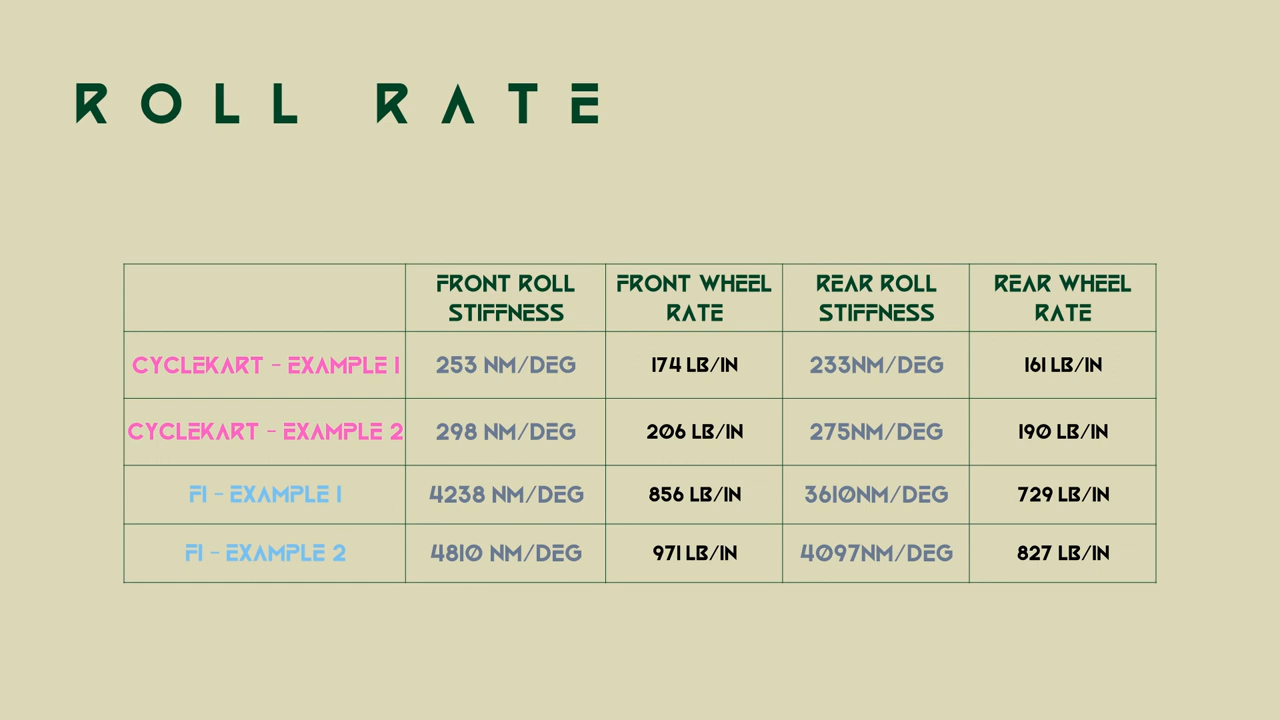 ROLL RATE
FRONT ROLL STIFFNESS
FRONT WHEEL RATE
REAR ROLL STIFFNESS
REAR WHEEL RATE
CYCLEKART - EXAMPLE 1
253 NM/DEG
174 LB/IN
233NM/DEG
161 LB/IN
CYCLEKART - EXAMPLE 2
298 NM/DEG
206 LB/IN
275NM/DEG
190 LB/IN
F1 - EXAMPLE 1
4238 NM/DEG
856 LB/IN
3610NM/DEG
729 LB/IN
F1 - EXAMPLE 2
4810 NM/DEG
971 LB/IN
4097NM/DEG
827 LB/IN